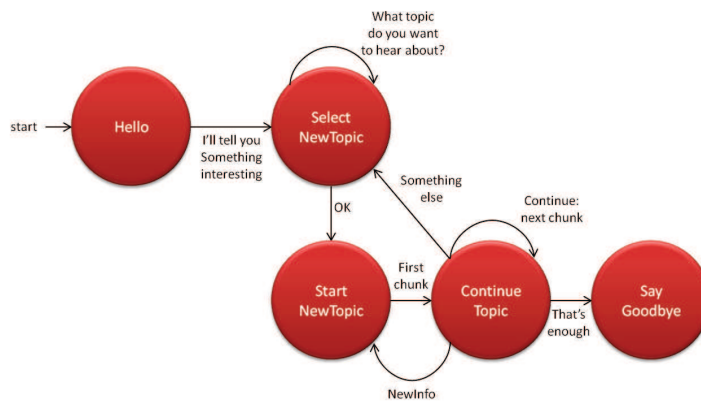 What topic
do you want
to hear about?
start
Hello
I'll tell you
Something
interesting
Select
NewTopic
OK
Something
else
Continue:
next chunk
Start
NewTopic
First
chunk
Continue
Topic
That's
enough
Say
Goodbye
NewInfo